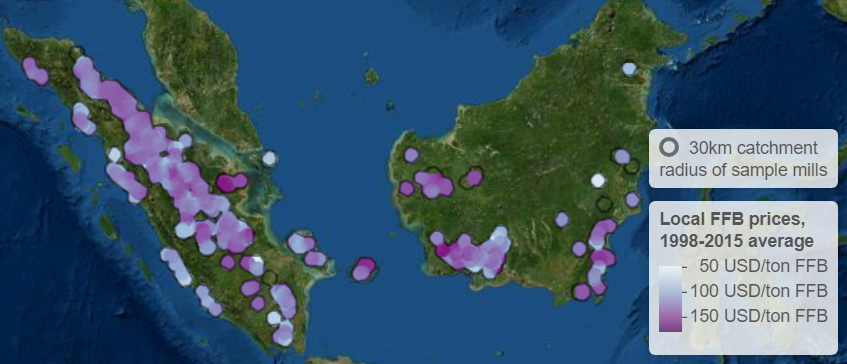 30km catchment
radius of sample mills
Local FFB prices,
1998-2015 average
50 USD/ton FFB
100 USD/ton FFB
150 USD/ton FFB